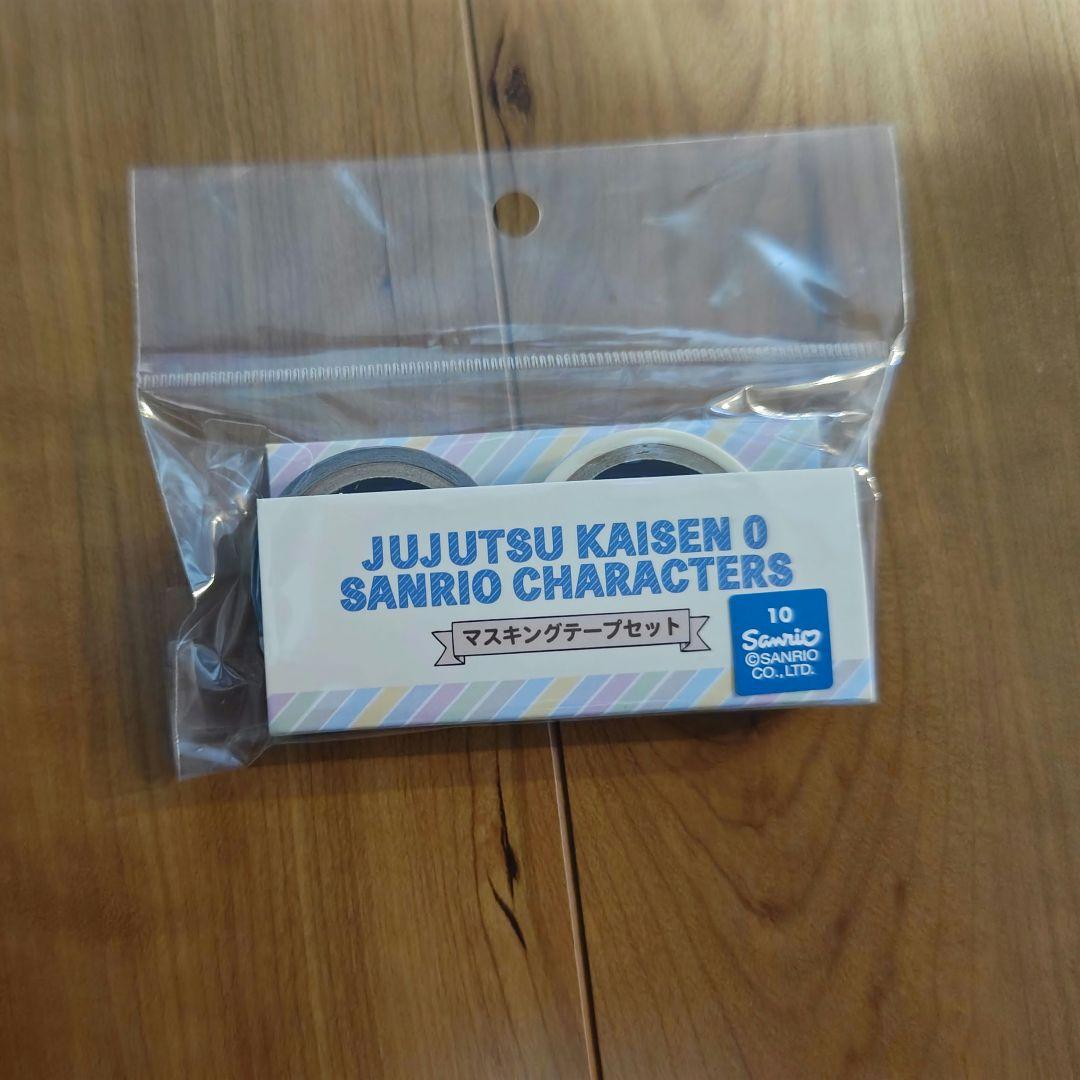 JUJUTSU KAISEN 0
SANRIO CHARACTERS
マスキングテープセット
10
Sanrio
©SANRIO
CO., LTD.